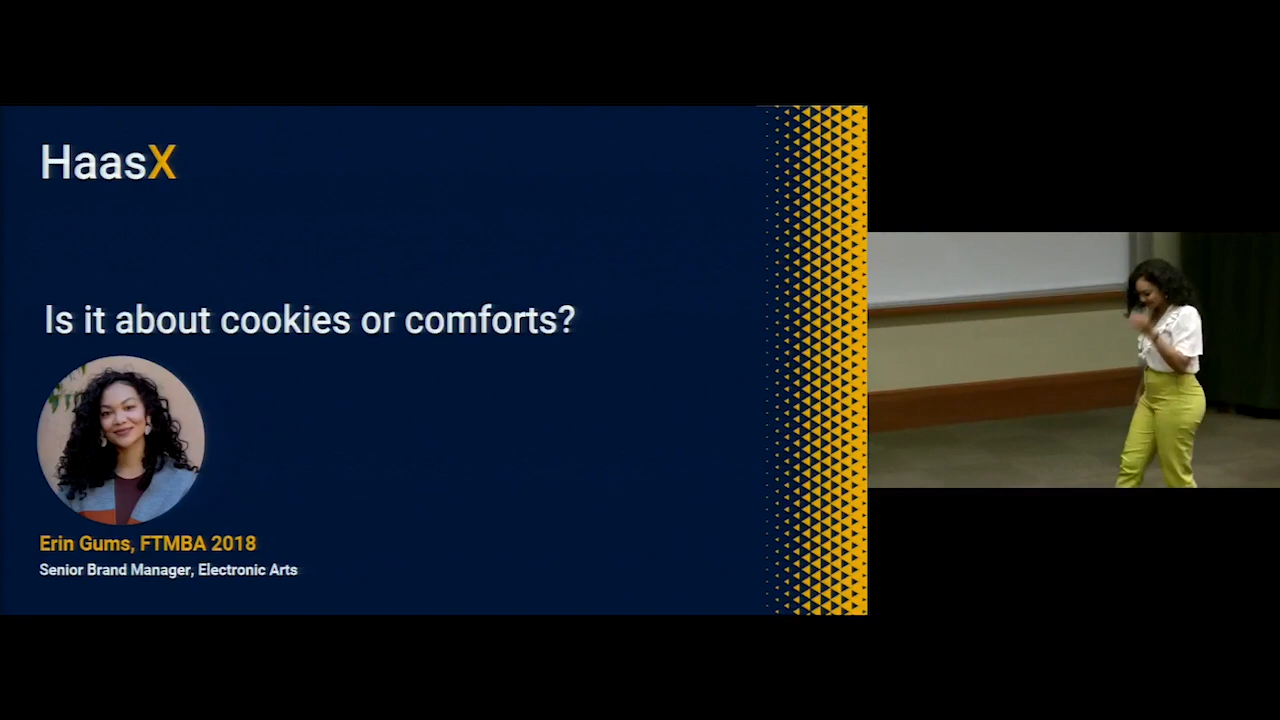 HaasX
Is it about cookies or comforts?
Erin Gums, FTMBA 2018
Senior Brand Manager, Electronic Arts